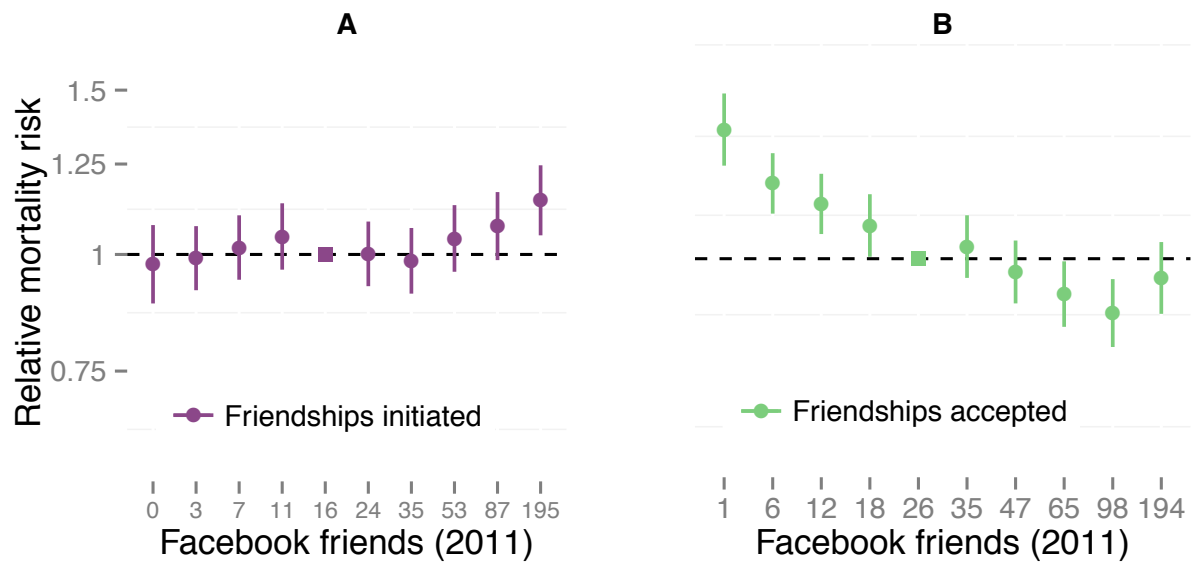 A
Relative mortality risk
1.5
1.25
1
0.75
Friendships initiated
0 3 7 11 16 24 35 53 87 195
Facebook friends (2011)
B
Friendships accepted
1 6 12 18 26 35 47 65 98 194
Facebook friends (2011)